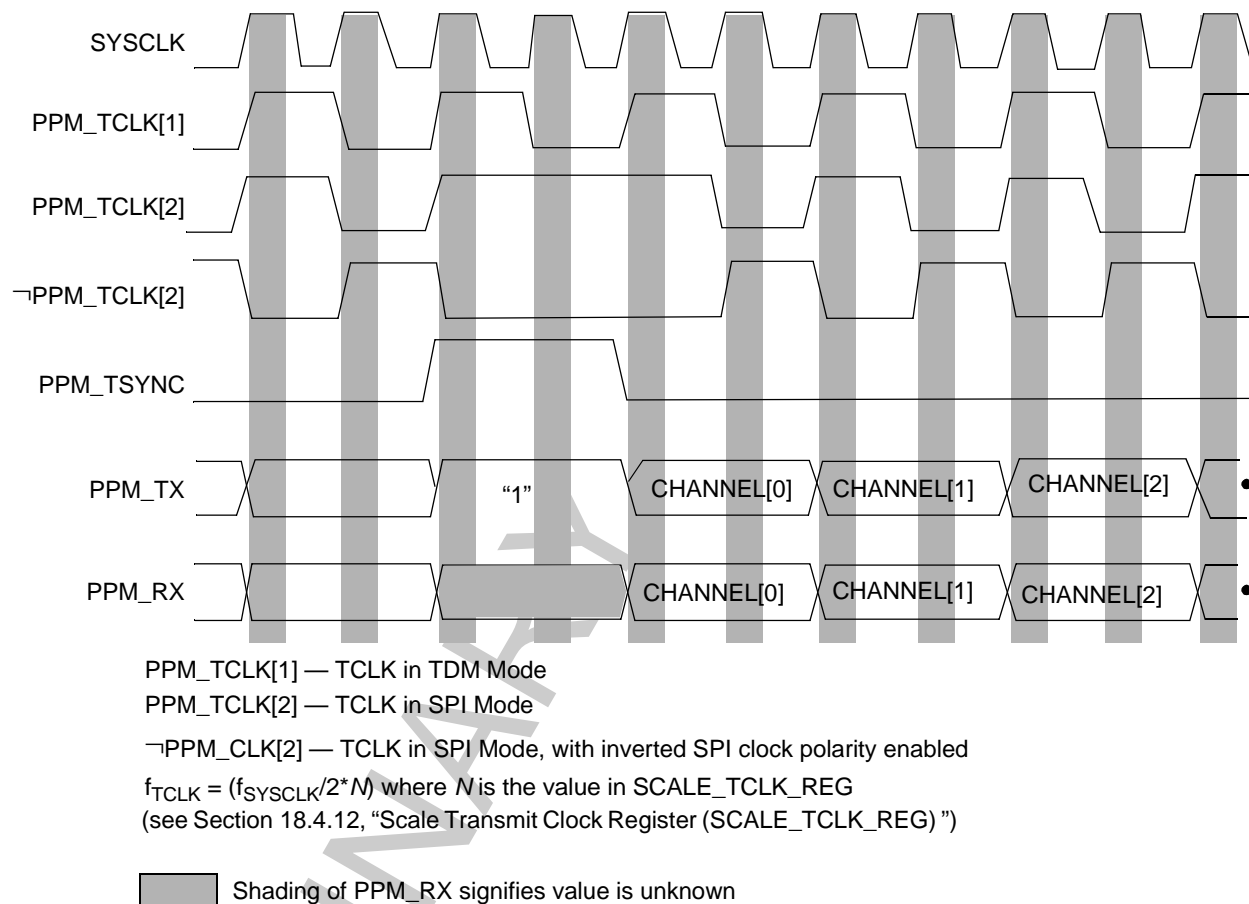 SYSCLK
PPM_TCLK[1]
PPM_TCLK[2]
¬PPM_TCLK[2]
PPM_TSYNC
PPM_TX “1” CHANNEL[0] CHANNEL[1] CHANNEL[2]
PPM_RX CHANNEL[0] CHANNEL[1] CHANNEL[2]
PPM_TCLK[1] — TCLK in TDM Mode
PPM_TCLK[2] — TCLK in SPI Mode
¬PPM_CLK[2] — TCLK in SPI Mode, with inverted SPI clock polarity enabled
fTCLK = (fSYSCLK/2*N) where N is the value in SCALE_TCLK_REG
(see Section 18.4.12, “Scale Transmit Clock Register (SCALE_TCLK_REG) ”)
Shading of PPM_RX signifies value is unknown